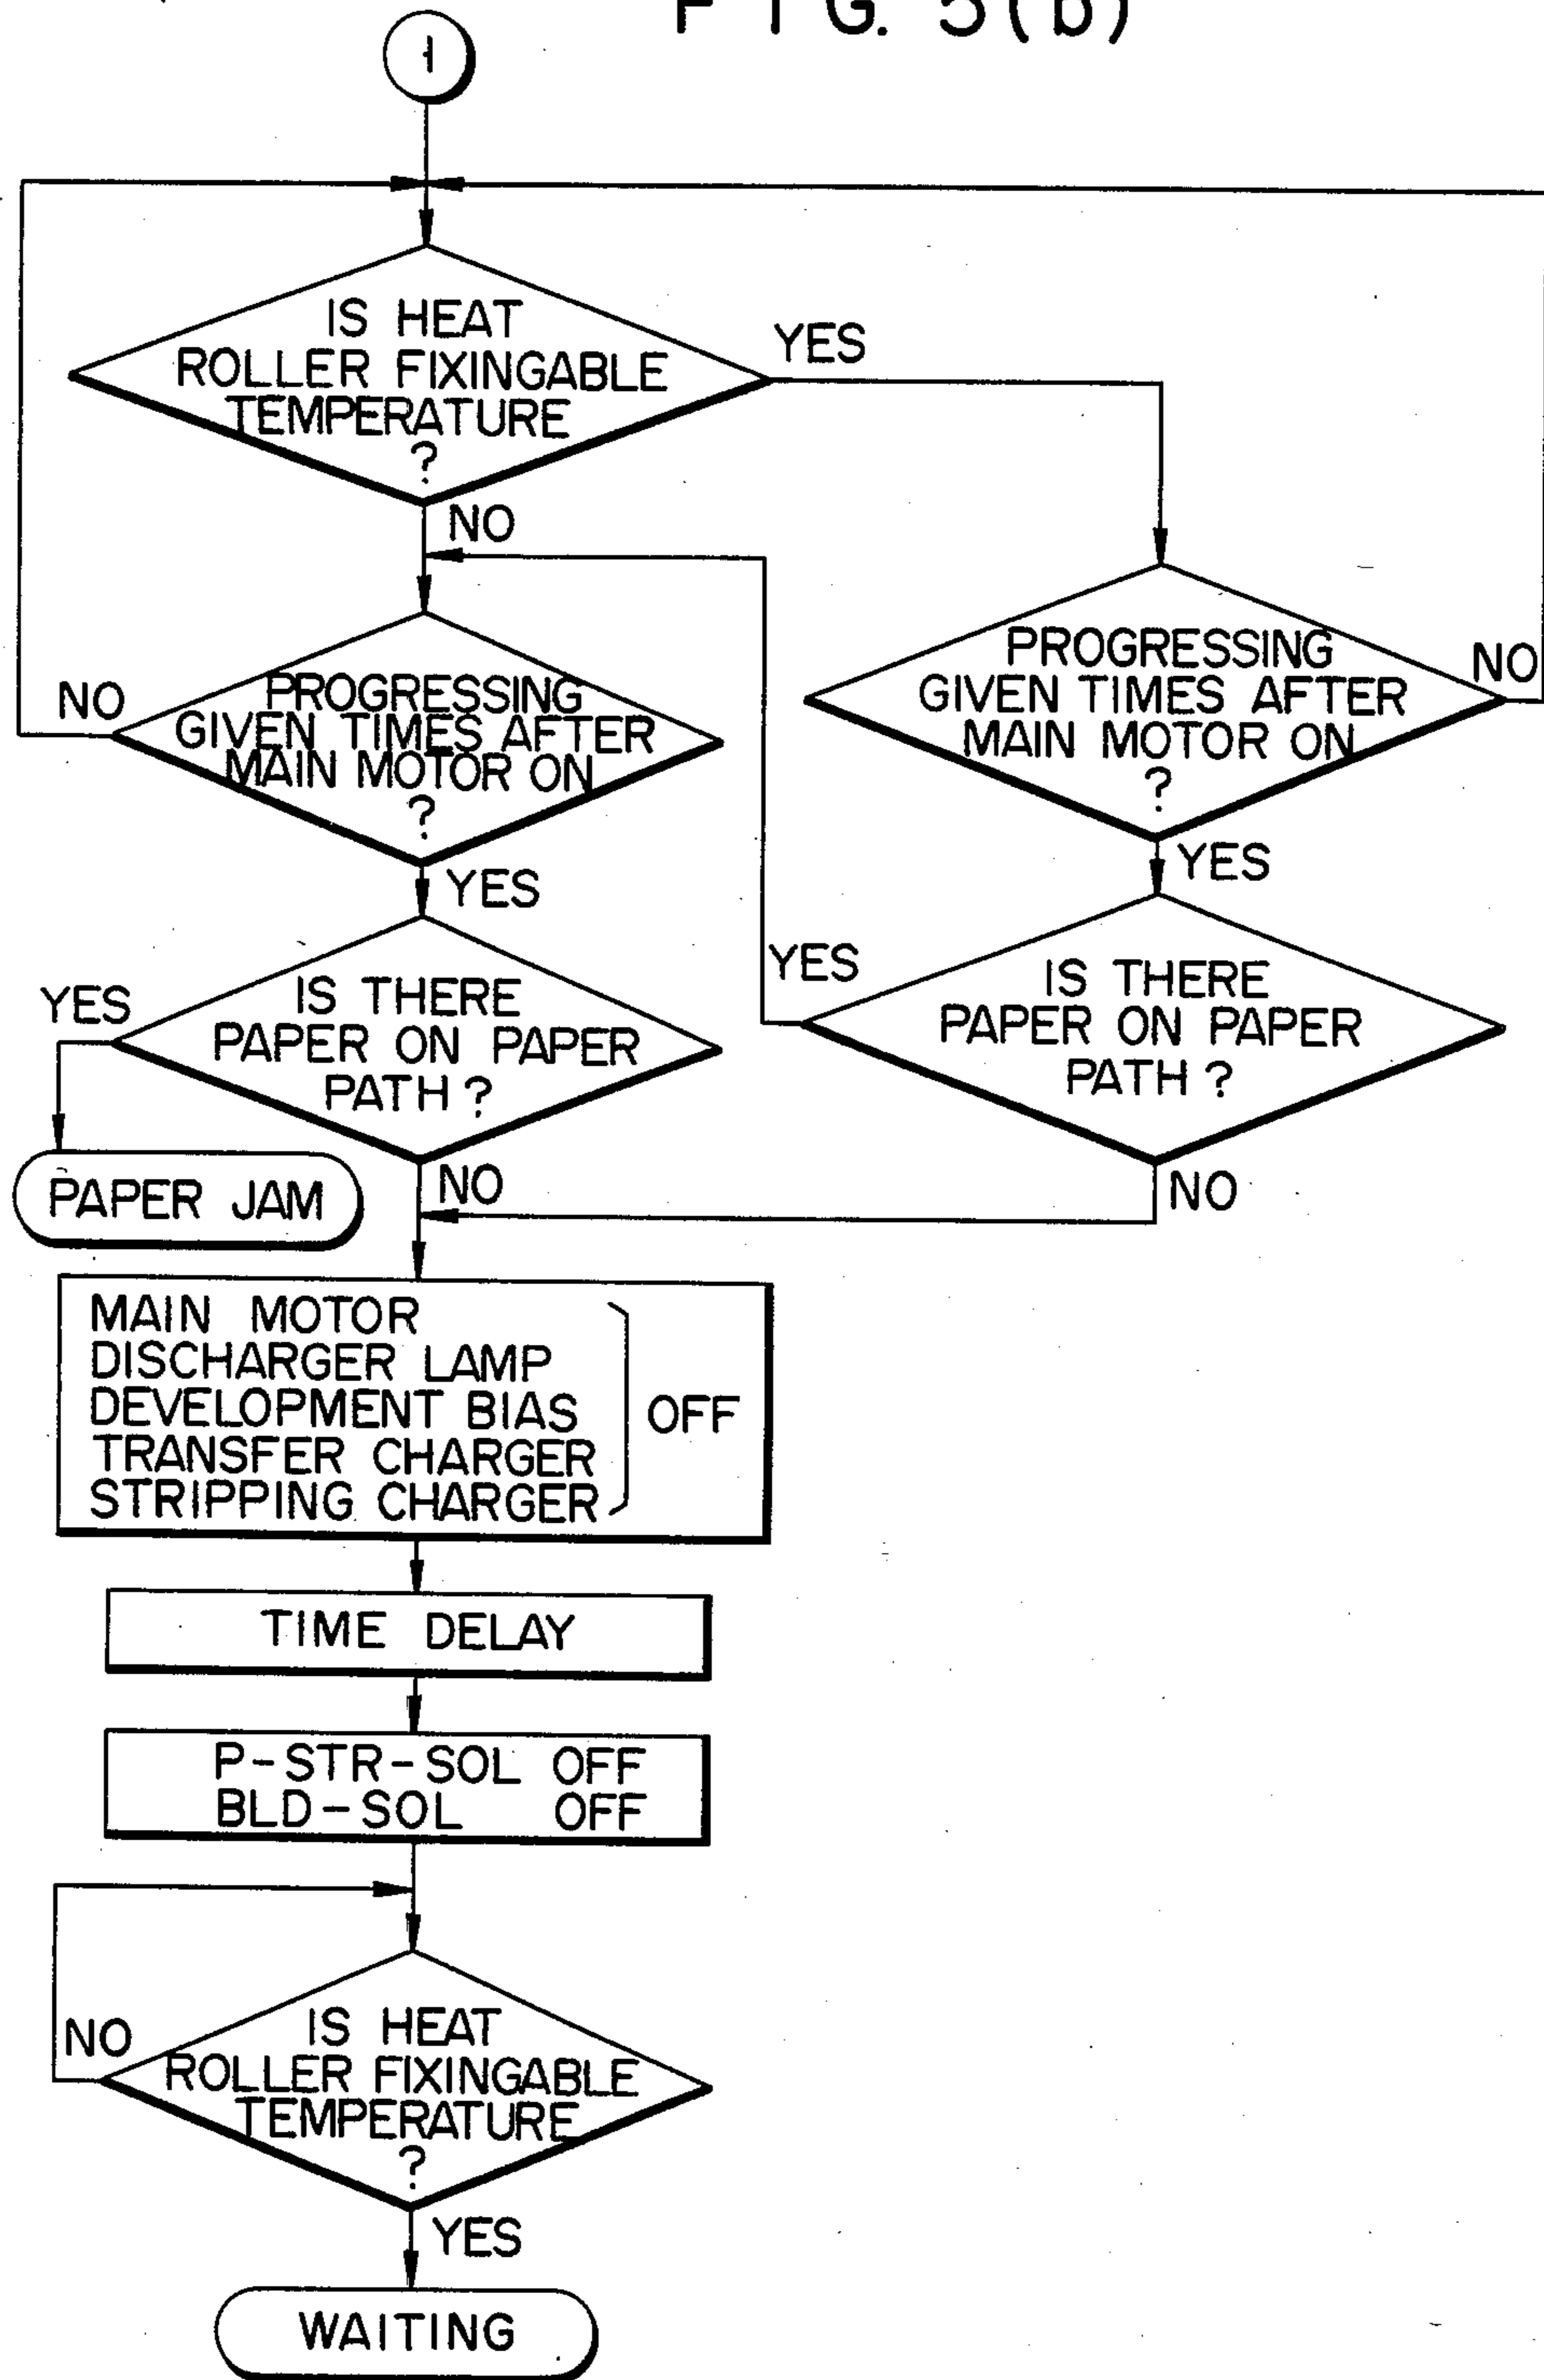 FIG. 5(b)
1
IS HEAT
ROLLER FIXINGABLE
TEMPERATURE
?
YES
NO
PROGRESSING
GIVEN TIMES AFTER
MAIN MOTOR ON
?
NO
YES
PROGRESSING
GIVEN TIMES AFTER
MAIN MOTOR ON
?
NO
YES
IS THERE
PAPER ON PAPER
PATH?
YES
NO
IS THERE
PAPER ON PAPER
PATH?
YES
NO
PAPER JAM
MAIN MOTOR
DISCHARGER LAMP
DEVELOPMENT BIAS
TRANSFER CHARGER
STRIPPING CHARGER
OFF
TIME DELAY
P-STR-SOL OFF
BLD-SOL OFF
IS HEAT
ROLLER FIXINGABLE
TEMPERATURE
?
NO
YES
WAITING